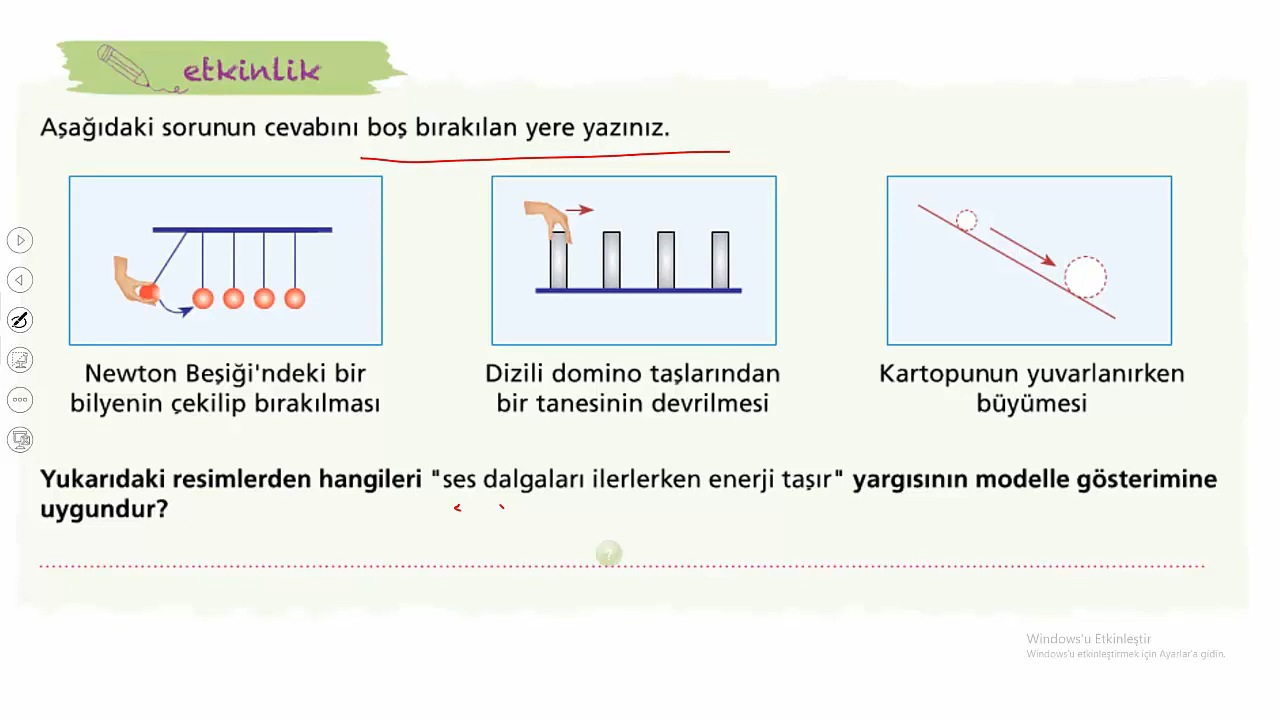 etkinlik
Aşağıdaki sorunun cevabını boş bırakılan yere yazınız.
Newton Beşiği'ndeki bir
bilyenin çekilip bırakılması
Dizili domino taşlarından
bir tanesinin devrilmesi
Kartopunun yuvarlanırken
büyümesi
Yukarıdaki resimlerden hangileri "ses dalgaları ilerlerken enerji taşır" yargısının modelle gösterimine
uygundur?
?
Windows'u Etkinleştir
Windows'u etkinleştirmek için Ayarlar'a gidin.